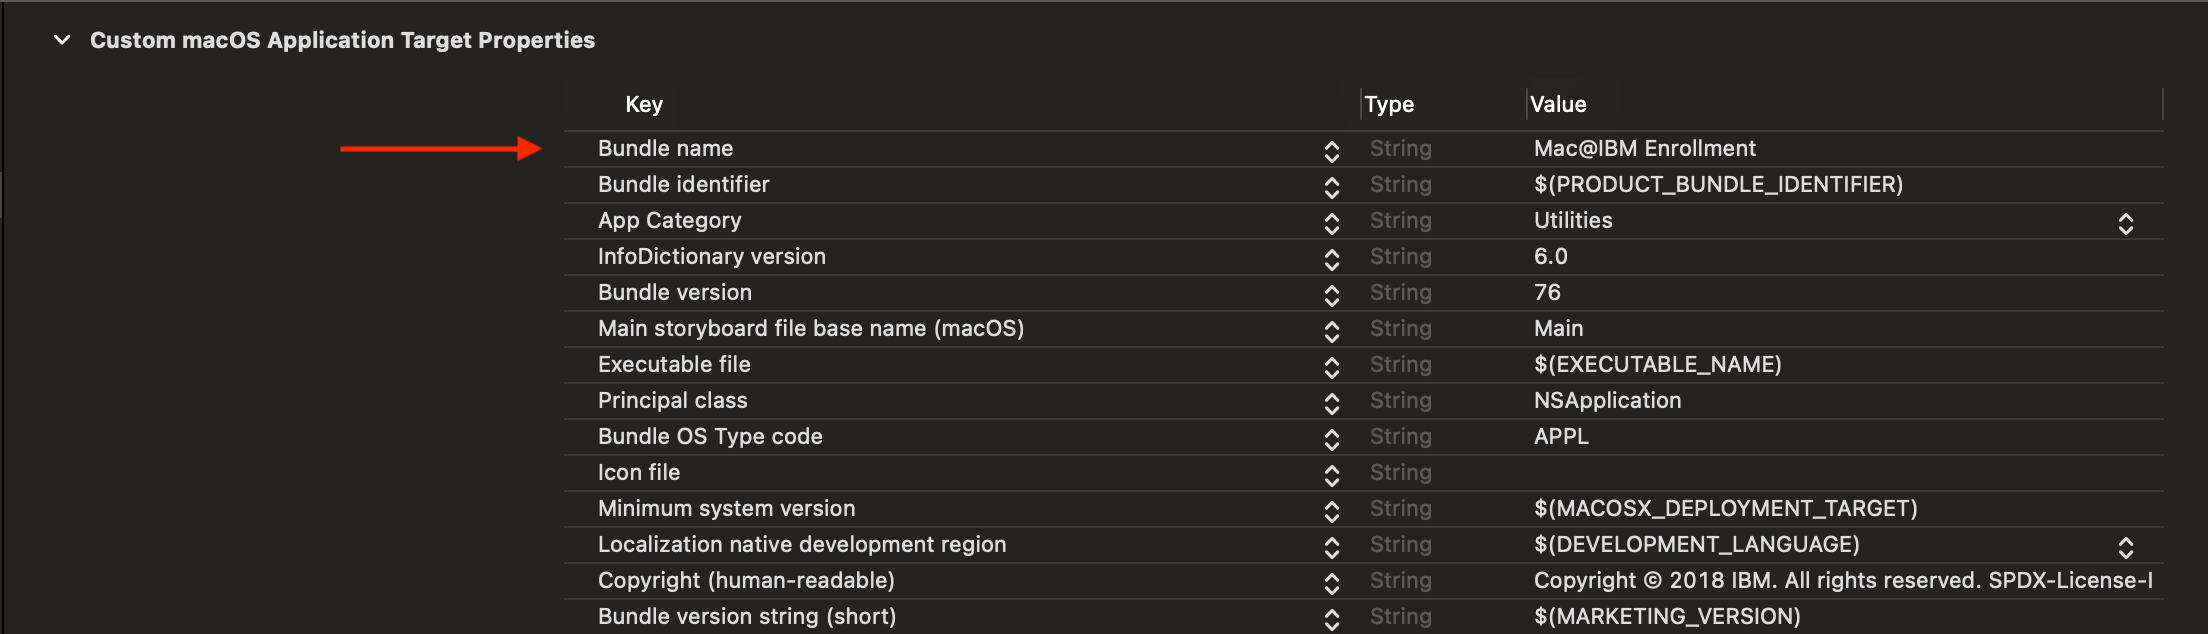 Custom macOS Application Target Properties
Key Type Value
Bundle name String Mac@IBM Enrollment
Bundle identifier String $(PRODUCT_BUNDLE_IDENTIFIER)
App Category String Utilities
InfoDictionary version String 6.0
Bundle version String 76
Main storyboard file base name (macOS) String Main
Executable file String $(EXECUTABLE_NAME)
Principal class String NSApplication
Bundle OS Type code String APPL
Icon file String
Minimum system version String $(MACOSX_DEPLOYMENT_TARGET)
Localization native development region String $(DEVELOPMENT_LANGUAGE)
Copyright (human-readable) String Copyright © 2018 IBM. All rights reserved. SPDX-License-I
Bundle version string (short) String $(MARKETING_VERSION)